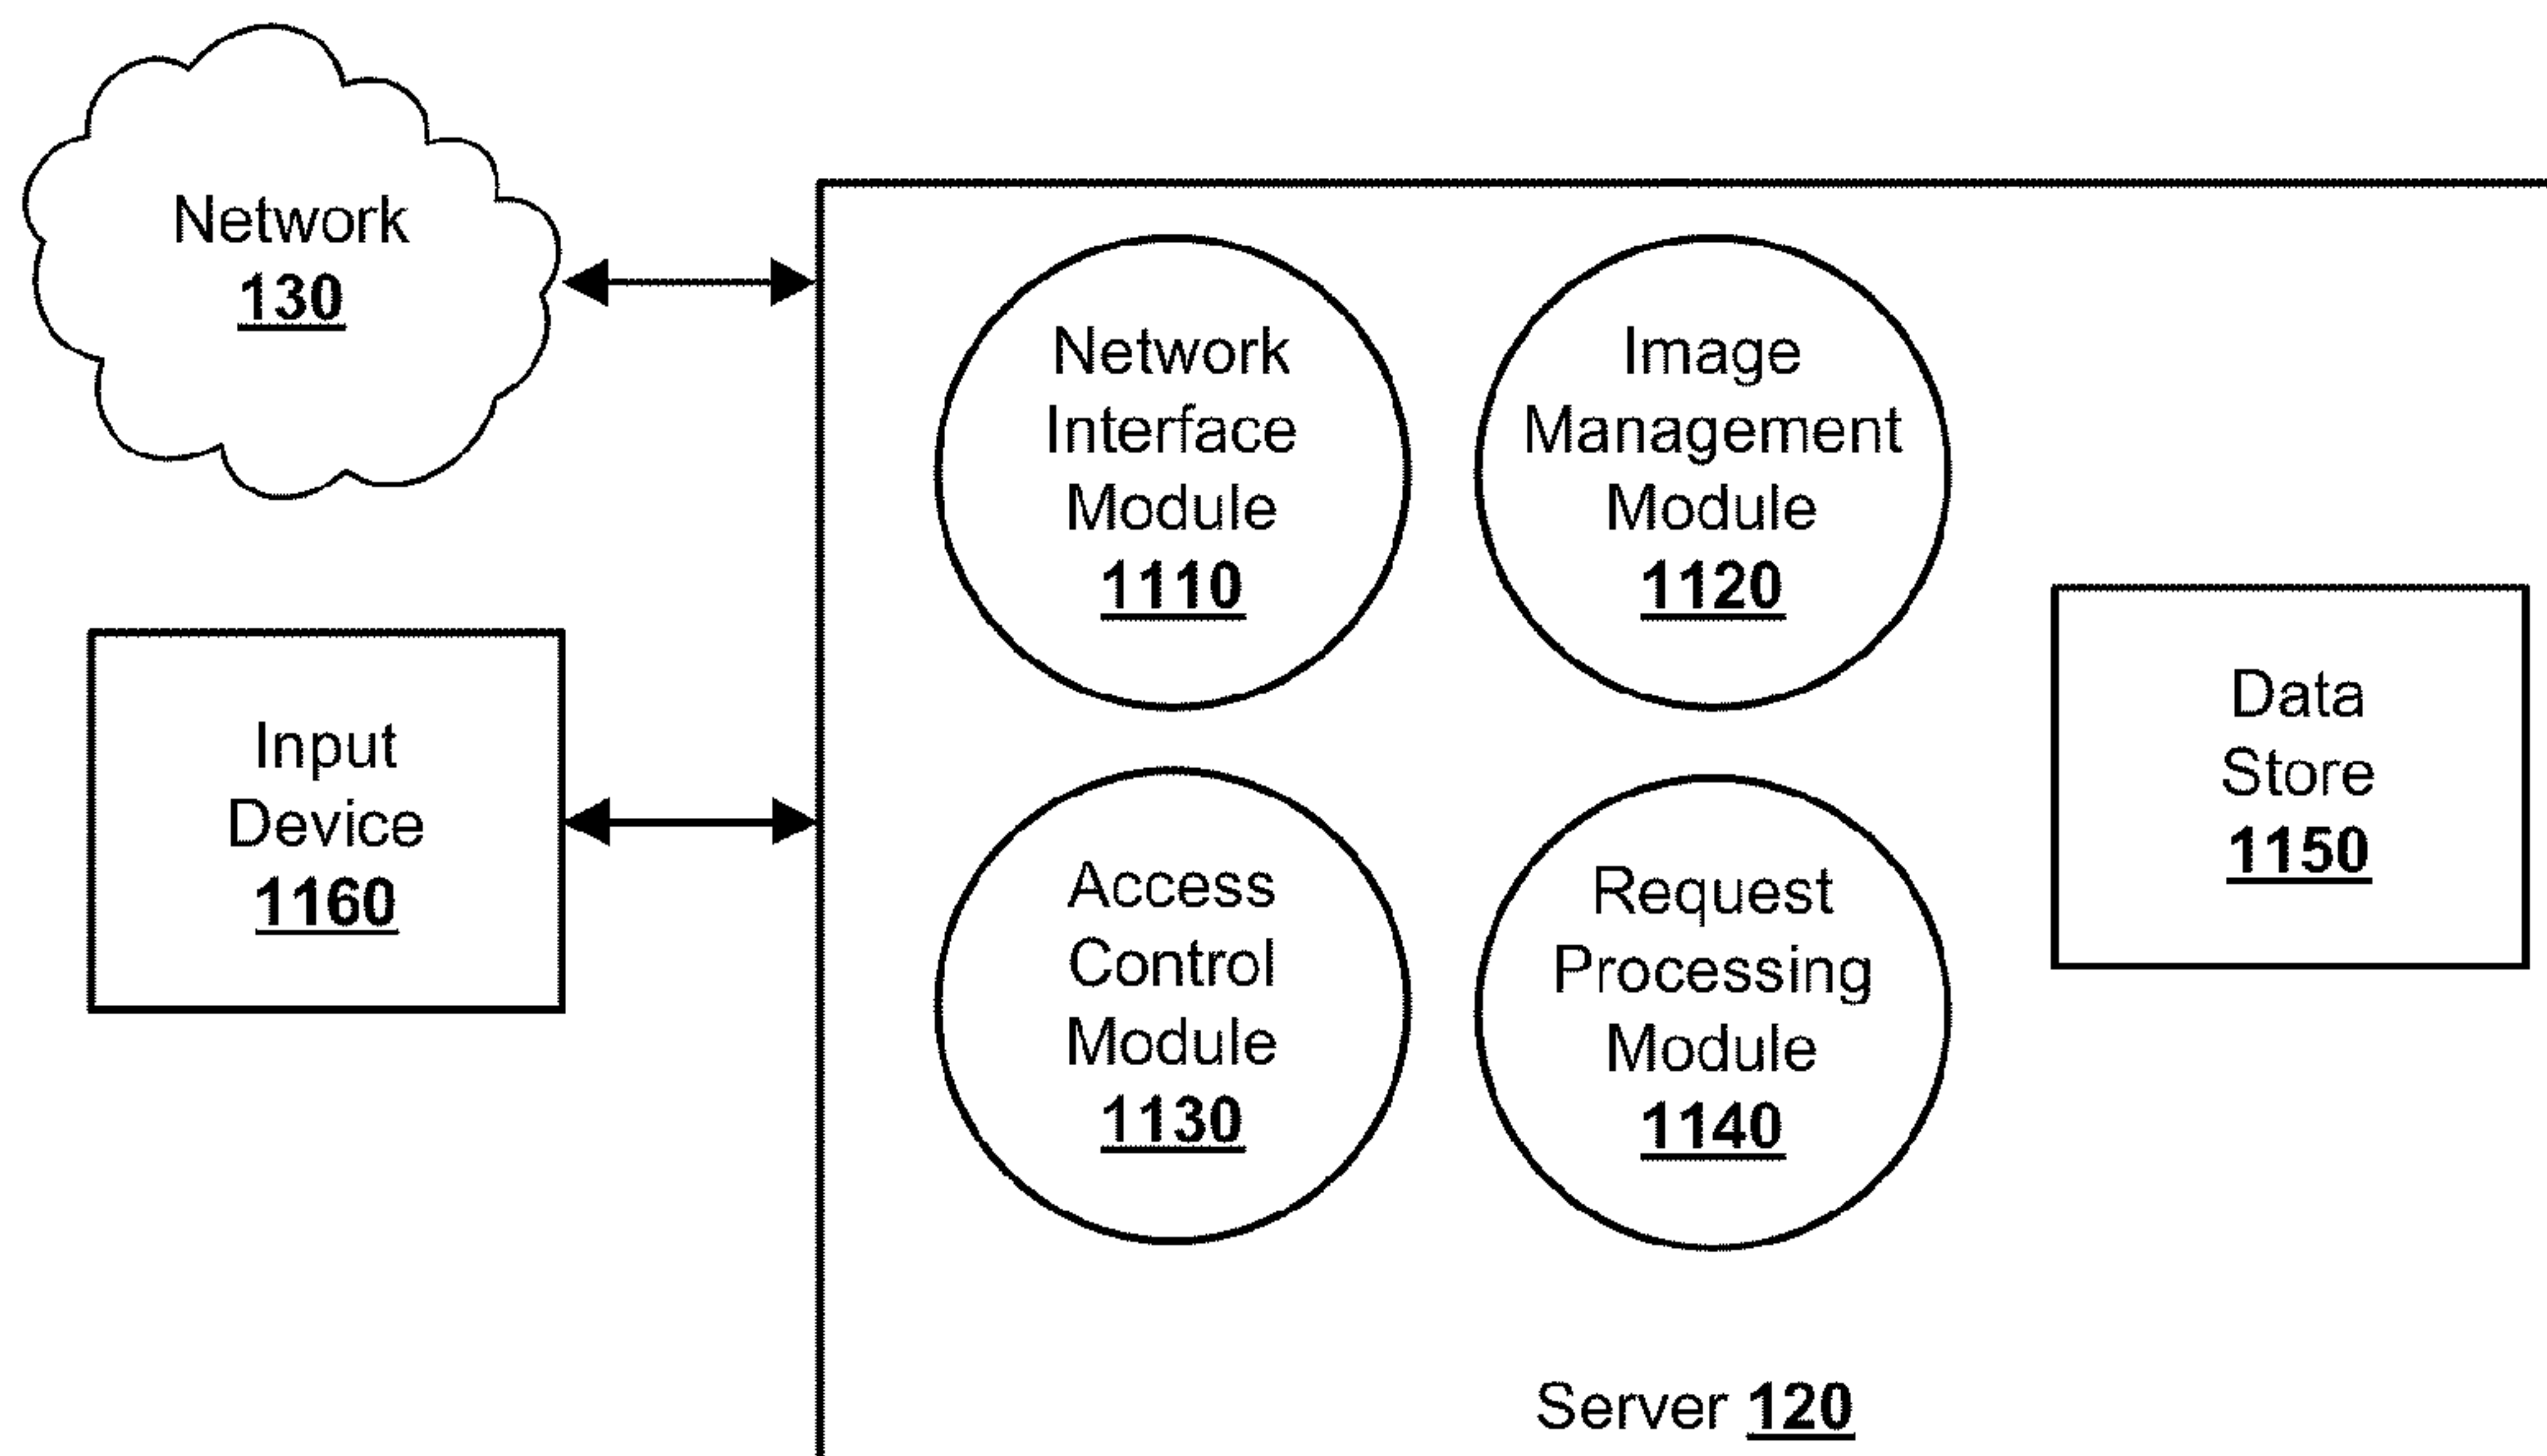 Network
130
Network
Interface
Module
1110
Image
Management
Module
1120
Input
Device
1160
Data
Store
1150
Access
Control
Module
1130
Request
Processing
Module
1140
Server 120